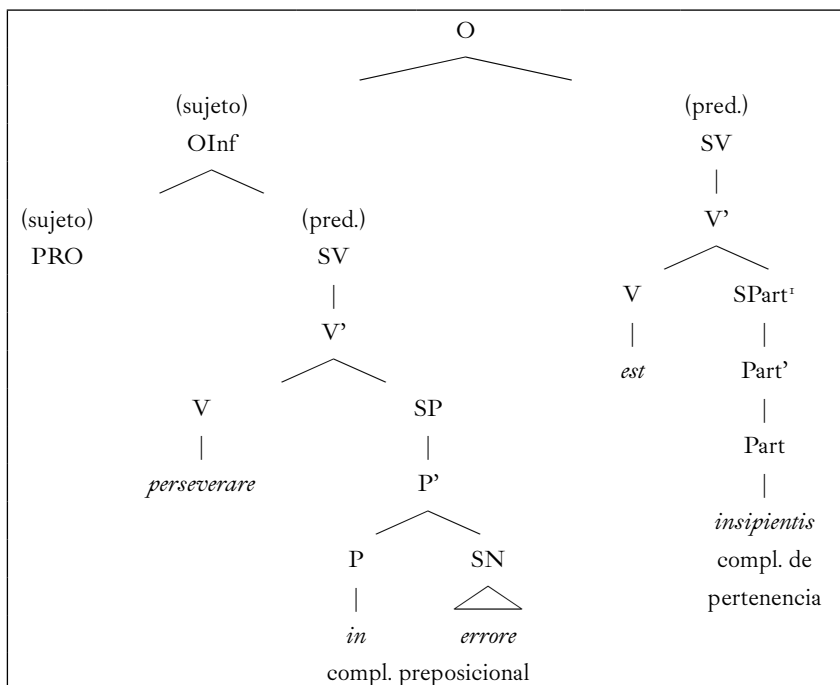 O
(sujeto) (pred.)
OInf SV
(sujeto) (pred.) V’
PRO SV
V SPart¹
V’ est Part’
V SP Part
perseverare P’ insipientis
P SN compl. de
pertenencia
in errore
compl. preposicional